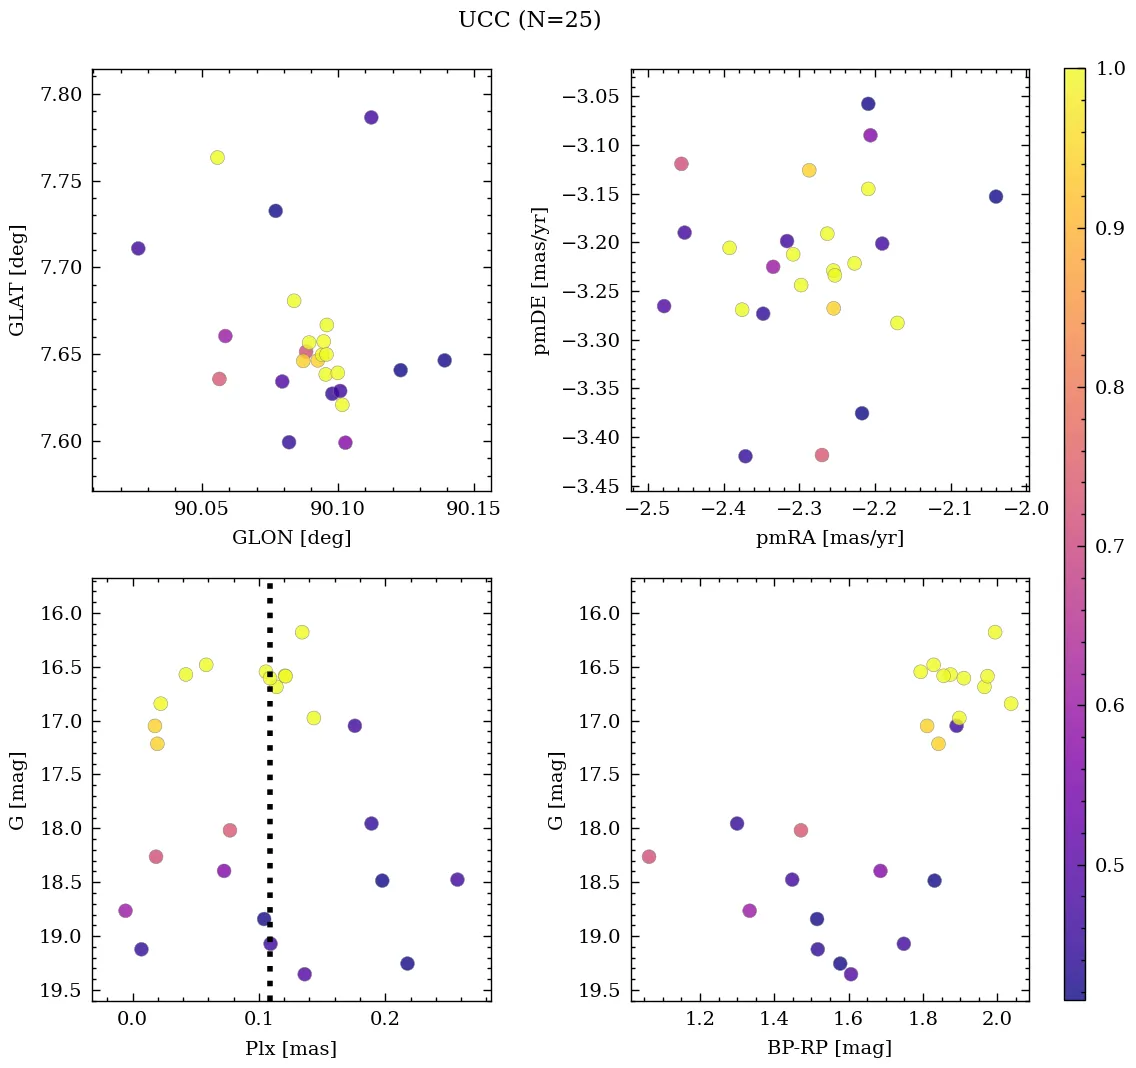 UCC (N=25)
7.80
7.75
7.70
7.65
7.60
GLAT [deg]
90.05 90.10 90.15
GLON [deg]
−3.05
−3.10
−3.15
−3.20
−3.25
−3.30
−3.35
−3.40
−3.45
pmDE [mas/yr]
−2.5 −2.4 −2.3 −2.2 −2.1 −2.0
pmRA [mas/yr]
1.0
0.9
0.8
0.7
0.6
0.5
16.0
16.5
17.0
17.5
18.0
18.5
19.0
19.5
G [mag]
0.0 0.1 0.2
Plx [mas]
16.0
16.5
17.0
17.5
18.0
18.5
19.0
19.5
G [mag]
1.2 1.4 1.6 1.8 2.0
BP-RP [mag]